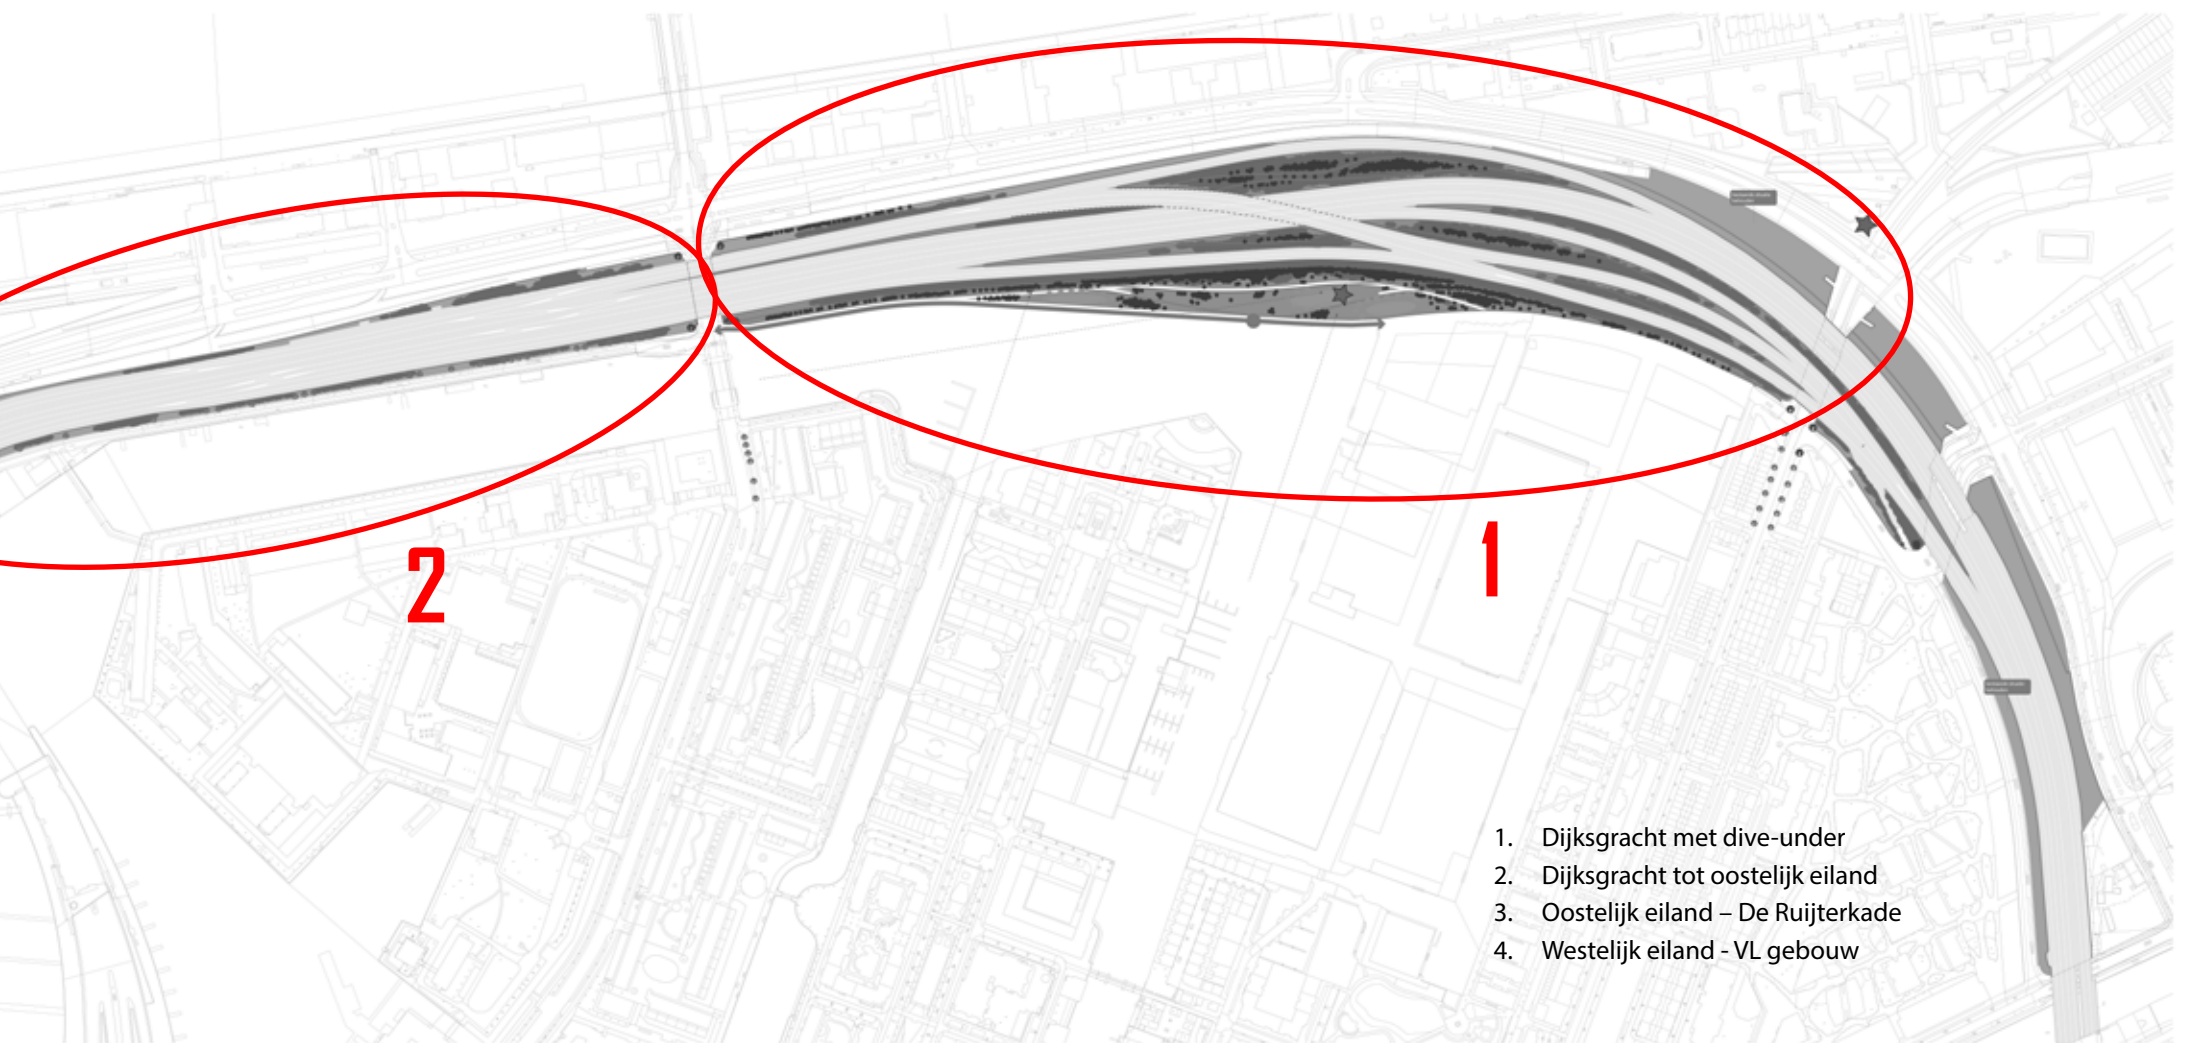 2
1
1. Dijksgracht met dive-under
2. Dijksgracht tot oostelijk eiland
3. Oostelijk eiland – De Ruijterkade
4. Westelijk eiland - VL gebouw